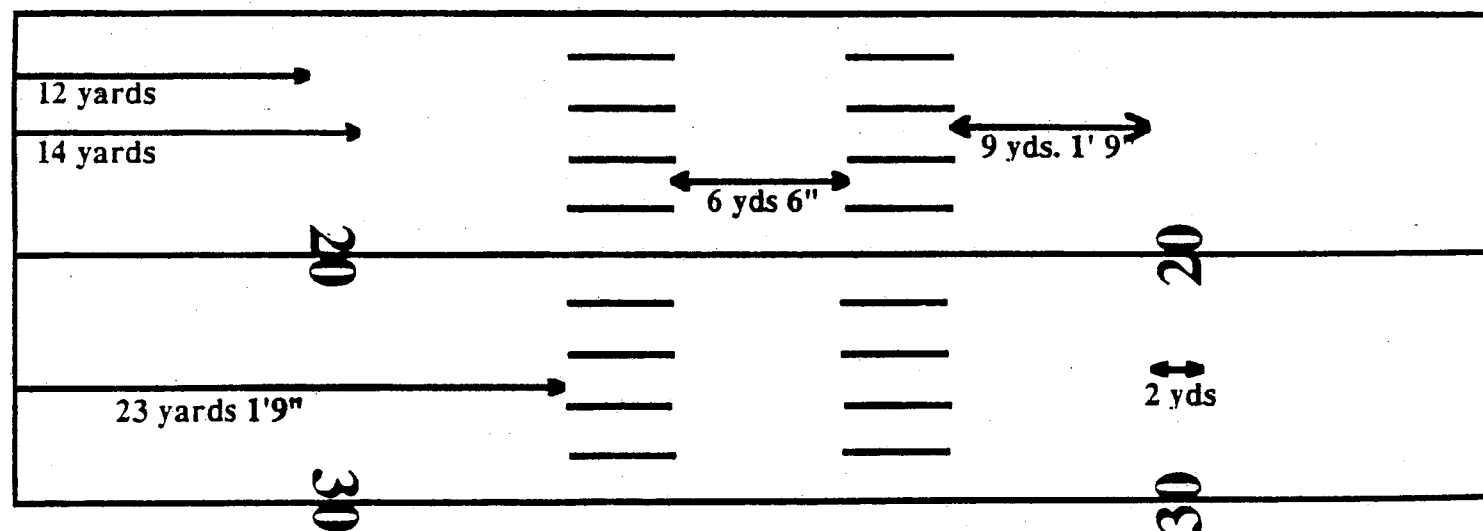 12 yards
14 yards
9 yds. 1' 9"
6 yds 6"
20
20
23 yards 1'9"
2 yds
30
30